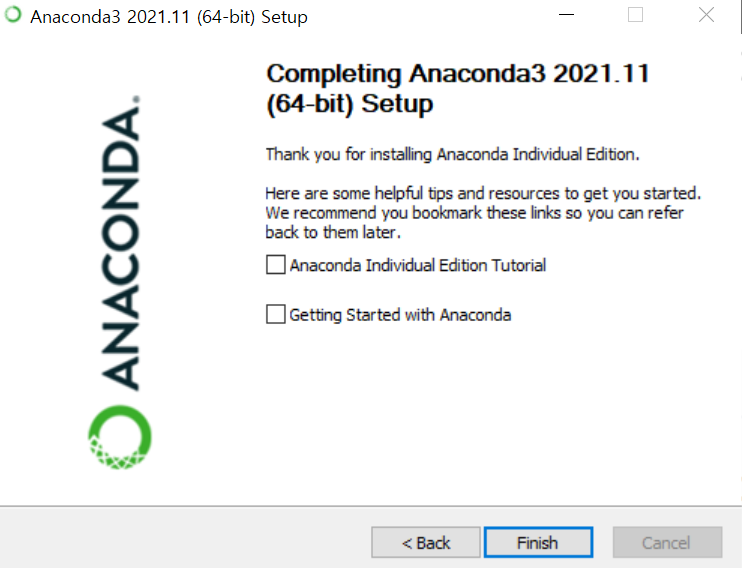 Anaconda3 2021.11 (64-bit) Setup
Completing Anaconda3 2021.11
(64-bit) Setup
Thank you for installing Anaconda Individual Edition.
Here are some helpful tips and resources to get you started.
We recommend you bookmark these links so you can refer
back to them later.
Anaconda Individual Edition Tutorial
Getting Started with Anaconda
ANACONDA.
< Back
Finish
Cancel